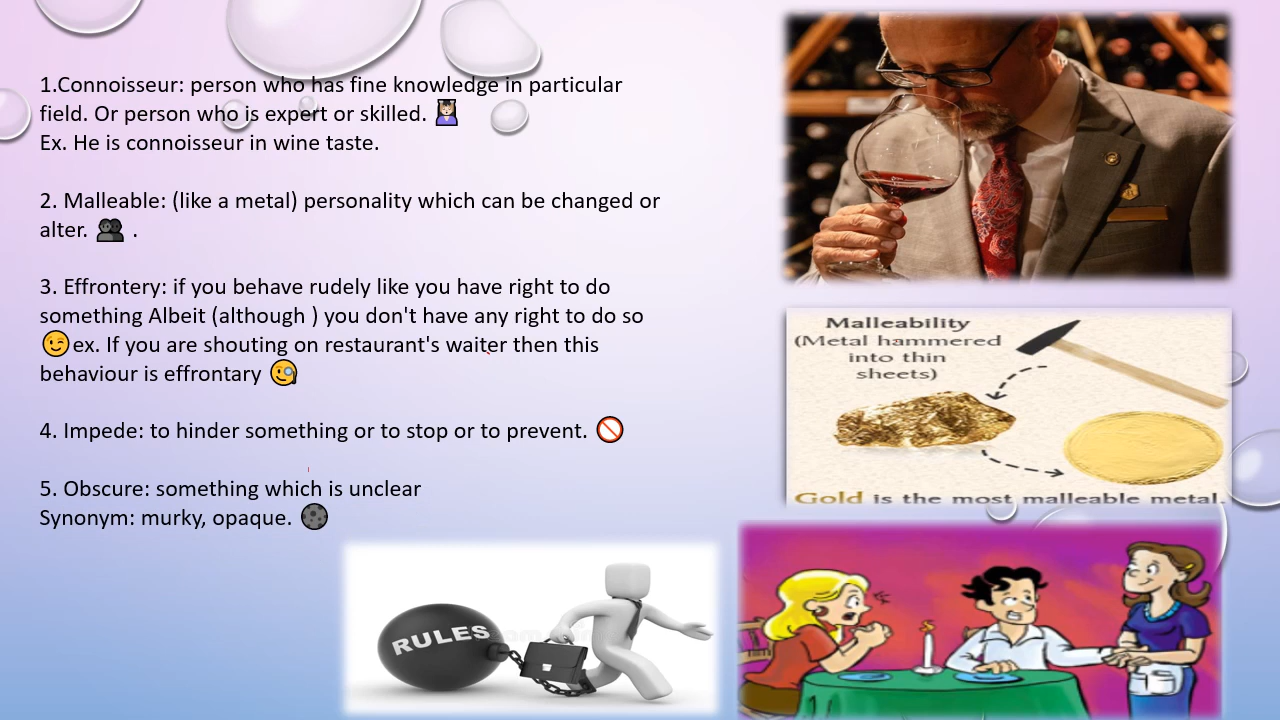 1.Connoisseur: person who has fine knowledge in particular
field. Or person who is expert or skilled. 💆🏻
Ex. He is connoisseur in wine taste.
2. Malleable: (like a metal) personality which can be changed or
alter. 👥 .
3. Effrontery: if you behave rudely like you have right to do
something Albeit (although ) you don't have any right to do so
😉ex. If you are shouting on restaurant's waiter then this
behaviour is effrontary 🧐
4. Impede: to hinder something or to stop or to prevent. 🚫
5. Obscure: something which is unclear
Synonym: murky, opaque. 🌑
Malleability
(Metal hammered
into thin
sheets)
Gold is the most malleable metal.
RULES